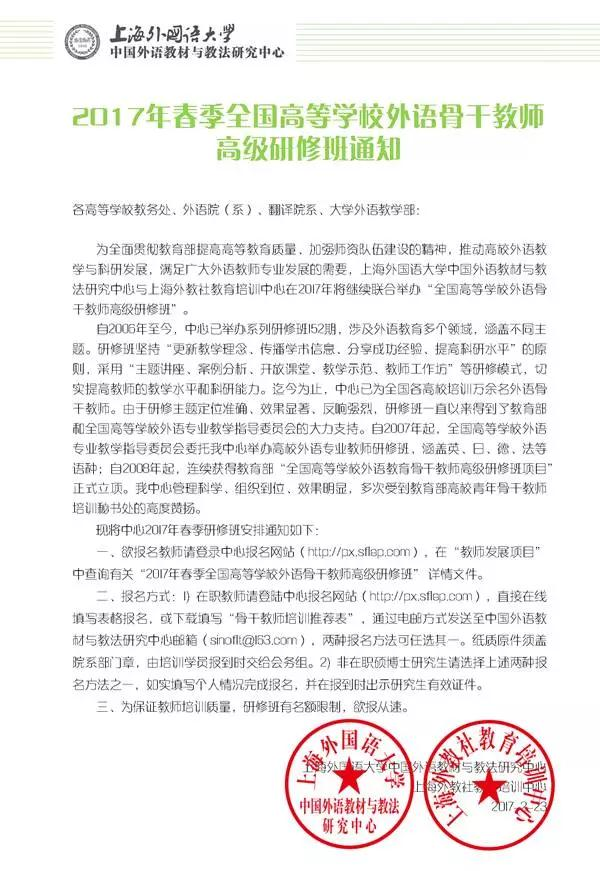 上海外国语大学
中国外语教材与教法研究中心
2017年春季全国高等学校外语骨干教师
高级研修班通知
各高等学校教务处、外语院（系）、翻译院系、大学外语教学部：
为全面贯彻教育部提高高等教育质量，加强师资队伍建设的精神，推动高校外语教
学与科研发展，满足广大外语教师专业发展的需要，上海外国语大学中国外语教材与教
法研究中心与上海外教社教育培训中心在2017年将继续联合举办“全国高等学校外语骨
干教师高级研修班”。
自2006年至今，中心已举办系列研修班152期，涉及外语教育多个领域，涵盖不同主
题。研修班坚持“更新教学理念、传播学术信息、分享成功经验、提高科研水平”的原
则，采用“主题讲座、案例分析、开放课堂、教学示范、教师工作坊”等研修模式，切
实提高教师的教学水平和科研能力。迄今为止，中心已为全国各高校培训万余名外语骨
干教师。由于研修主题定位准确、效果显著、反响强烈，研修班一直以来得到了教育部
和全国高等学校外语专业教学指导委员会的大力支持。自2007年起，全国高等学校外语
专业教学指导委员会委托我中心举办高校外语专业教师研修班，涵盖英、日、德、法等
语种；自2008年起，连续获得教育部“全国高等学校外语教育骨干教师高级研修班项目”
正式立项。我中心管理科学、组织到位、效果明显，多次受到教育部高校青年骨干教师
培训秘书处的高度赞扬。
现将中心2017年春季研修班安排通知如下：
一、欲报名教师请登录中心报名网站（http://px.sflep.com），在“教师发展项目”
中查询有关“2017年春季全国高等学校外语骨干教师高级研修班” 详情文件。
二、报名方式：1）在职教师请登陆中心报名网站（http://px.sflep.com），直接在线
填写表格报名，或下载填写“骨干教师培训推荐表”，通过电邮方式发送至中国外语教
材与教法研究中心邮箱（sinoflt@163.com），两种报名方法可任选其一。纸质原件须盖
院系部门章，由培训学员报到时交给会务组。2）非在职硕博士研究生请选择上述两种报
名方法之一，如实填写个人情况完成报名，并在报到时出示研究生有效证件。
三、为保证教师培训质量，研修班有名额限制，欲报从速。
上海外国语大学中国外语教材与教法研究中心
上海外教社教育培训中心
2017-2-23
上海外国语大学
中国外语教材与教法
研究中心
上海外教社教育培训中心